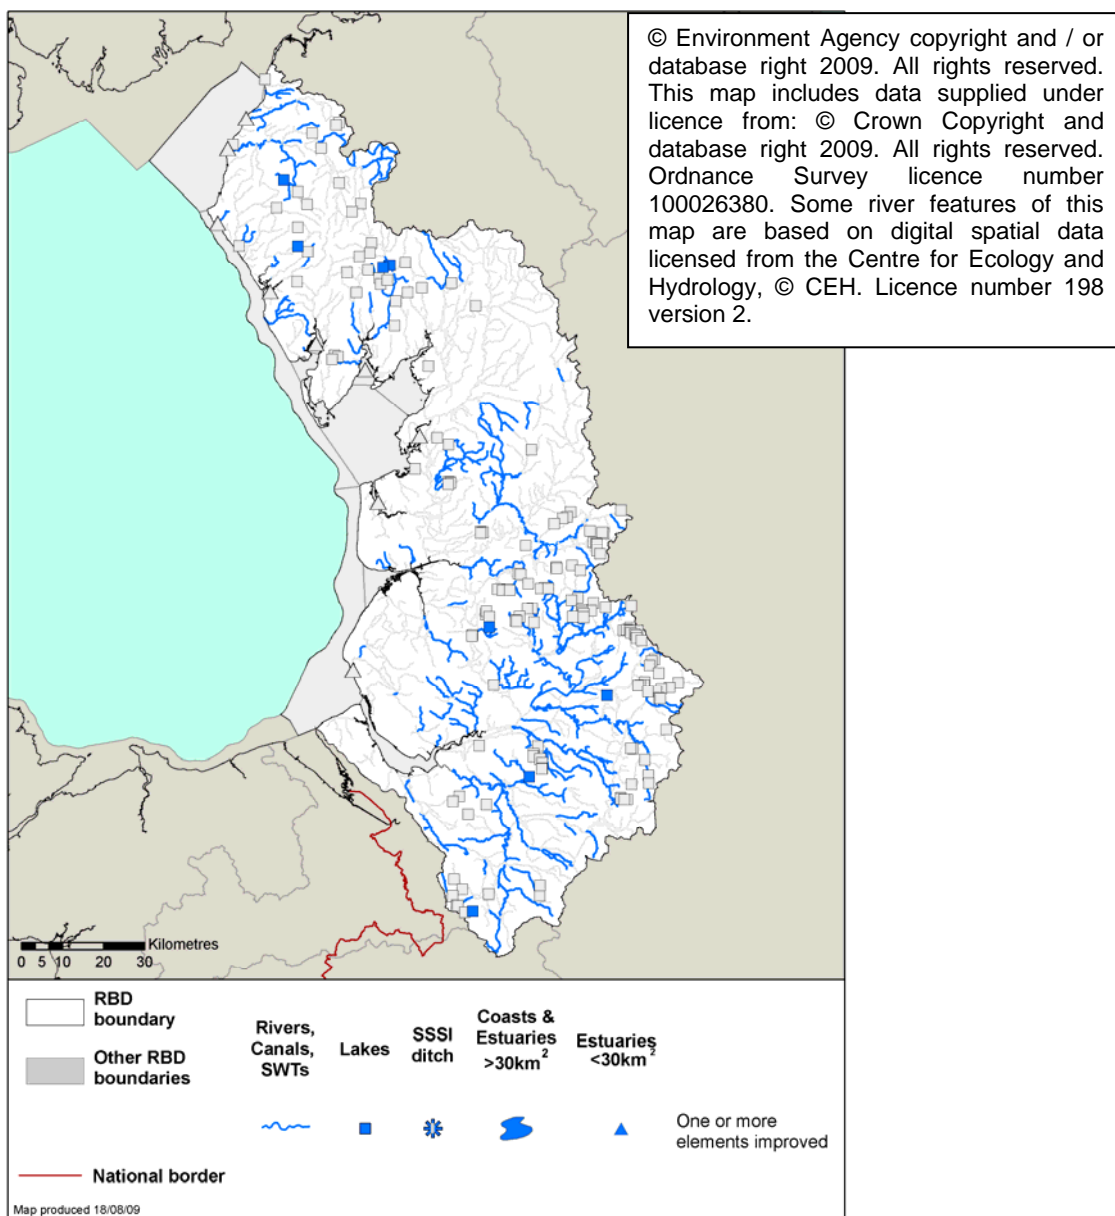 © Environment Agency copyright and / or
database right 2009. All rights reserved.
This map includes data supplied under
licence from: © Crown Copyright and
database right 2009. All rights reserved.
Ordnance Survey licence number
100026380. Some river features of this
map are based on digital spatial data
licensed from the Centre for Ecology and
Hydrology, © CEH. Licence number 198
version 2.
Kilometres
0 5 10 20 30
RBD
boundary
Other RBD
boundaries
Rivers,
Canals,
SWTs
Lakes
SSSI
ditch
Coasts &
Estuaries
>30km²
Estuaries
<30km²
One or more
elements improved
National border
Map produced 18/08/09